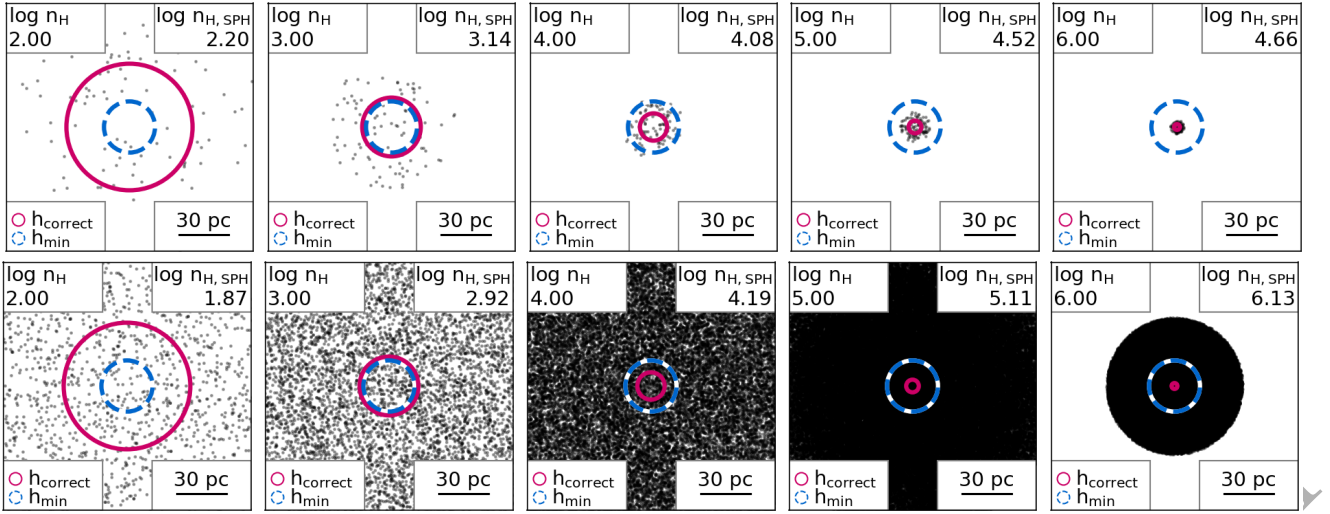 log n_H log n_H, SPH
2.00 2.20
h_correct
h_min 30 pc
log n_H log n_H, SPH
3.00 3.14
h_correct
h_min 30 pc
log n_H log n_H, SPH
4.00 4.08
h_correct
h_min 30 pc
log n_H log n_H, SPH
5.00 4.52
h_correct
h_min 30 pc
log n_H log n_H, SPH
6.00 4.66
h_correct
h_min 30 pc
log n_H log n_H, SPH
2.00 1.87
h_correct
h_min 30 pc
log n_H log n_H, SPH
3.00 2.92
h_correct
h_min 30 pc
log n_H log n_H, SPH
4.00 4.19
h_correct
h_min 30 pc
log n_H log n_H, SPH
5.00 5.11
h_correct
h_min 30 pc
log n_H log n_H, SPH
6.00 6.13
h_correct
h_min 30 pc